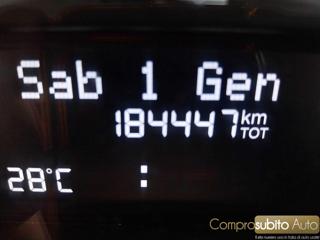 Sab 1 Gen
184447 km
TOT
28°C :
Comprosubito Auto